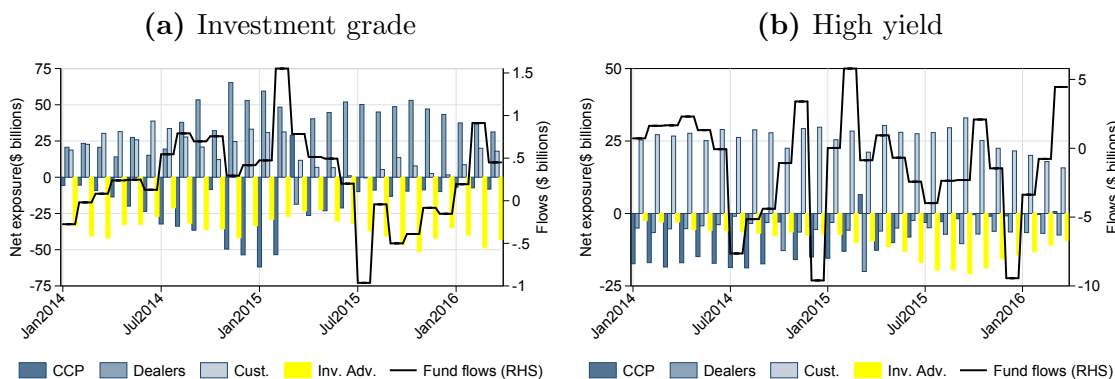 (a) Investment grade
Net exposure($ billions)
75
50
25
0
-25
-50
-75
1.5
1
.5
0
-.5
-1
Flows ($ billions)
Jan2014
Jul2014
Jan2015
Jul2015
Jan2016
CCP Dealers Cust. Inv. Adv. Fund flows (RHS)
(b) High yield
Net exposure($ billions)
50
25
0
-25
5
0
-5
-10
Flows ($ billions)
Jan2014
Jul2014
Jan2015
Jul2015
Jan2016
CCP Dealers Cust. Inv. Adv. Fund flows (RHS)